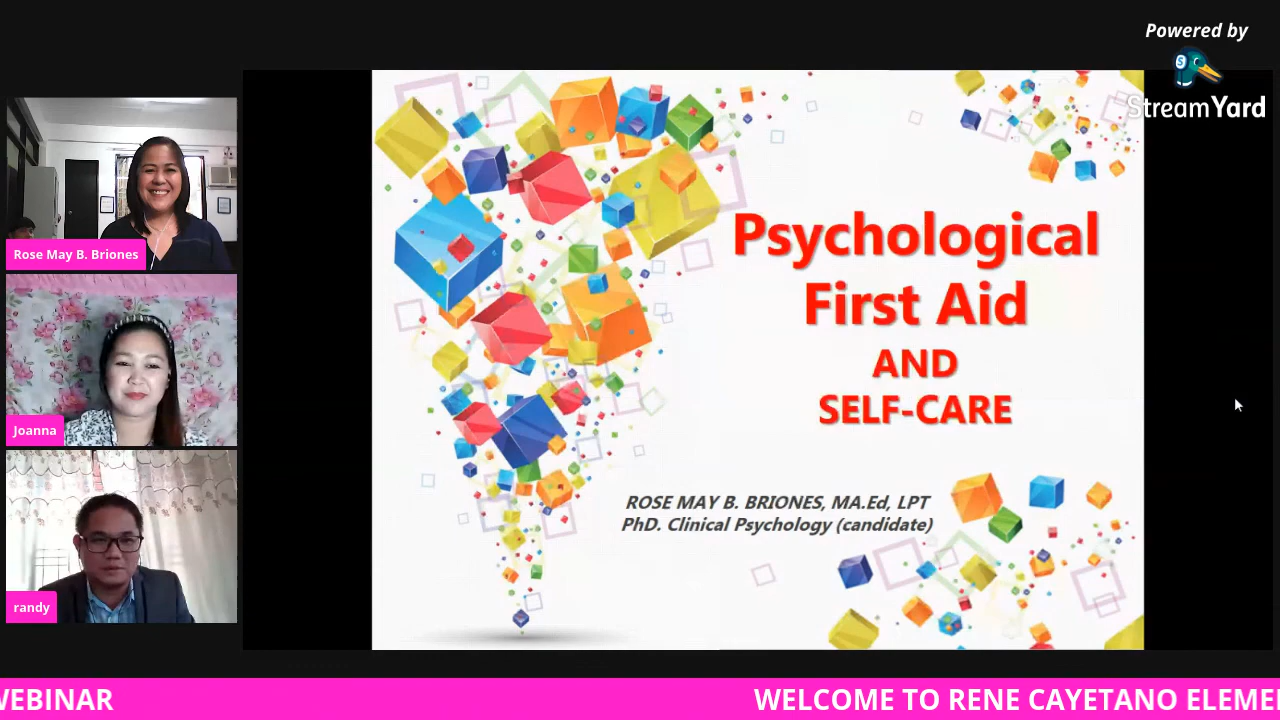 Powered by
StreamYard
Rose May B. Briones
Joanna
randy
Psychological
First Aid
AND
SELF-CARE
ROSE MAY B. BRIONES, MA.Ed, LPT
PhD. Clinical Psychology (candidate)
WEBINAR
WELCOME TO RENE CAYETANO ELEME